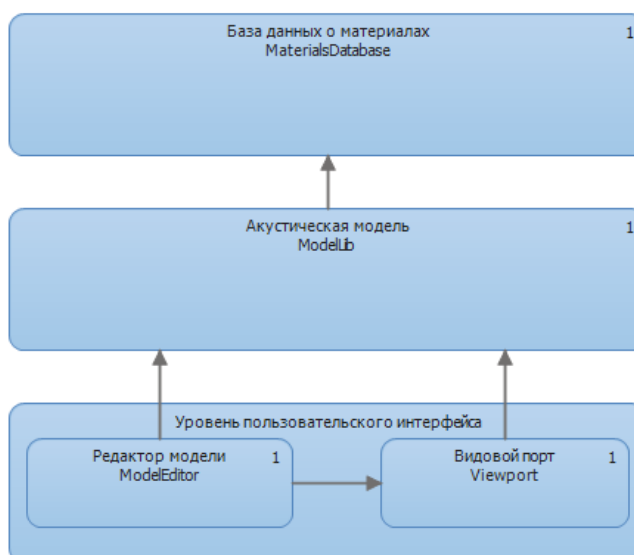 База данных о материалах 1
MaterialsDatabase
Акустическая модель 1
ModelLib
Уровень пользовательского интерфейса
Редактор модели 1
ModelEditor
Видовой порт 1
Viewport